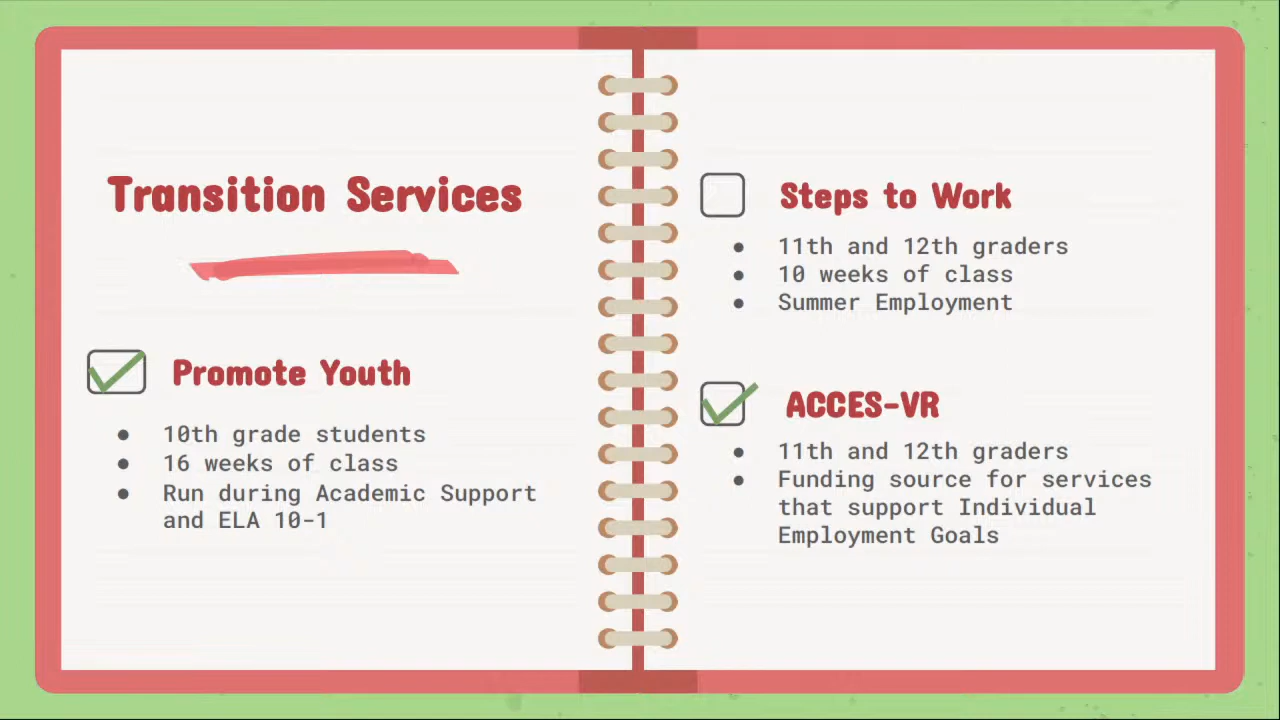 Transition Services
Promote Youth
● 10th grade students
● 16 weeks of class
● Run during Academic Support
and ELA 10-1
Steps to Work
● 11th and 12th graders
● 10 weeks of class
● Summer Employment
ACCES-VR
● 11th and 12th graders
● Funding source for services
that support Individual
Employment Goals